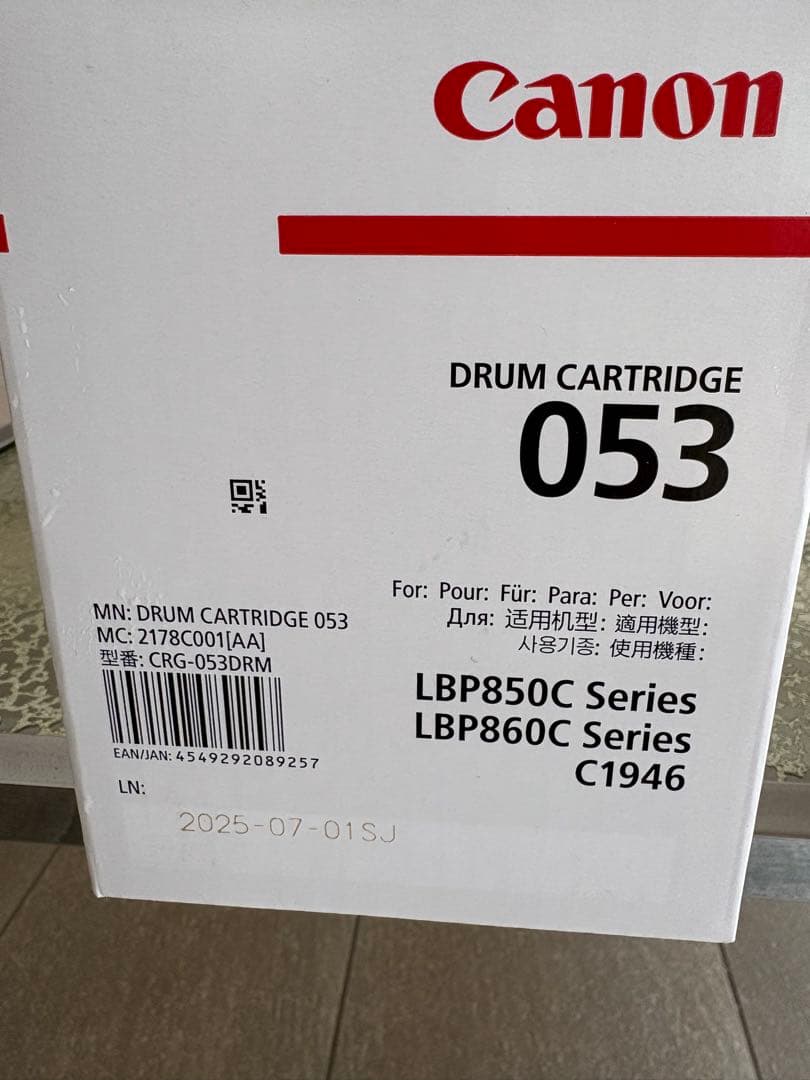 Canon
DRUM CARTRIDGE
053
For: Pour: Für: Para: Per: Voor:
Для: 适用机型: 適用機型:
사용기종: 使用機種:
LBP850C Series
LBP860C Series
C1946
MN: DRUM CARTRIDGE 053
MC: 2178C001[AA]
型番: CRG-053DRM
EAN/JAN: 4549292089257
LN:
2025-07-01SJ